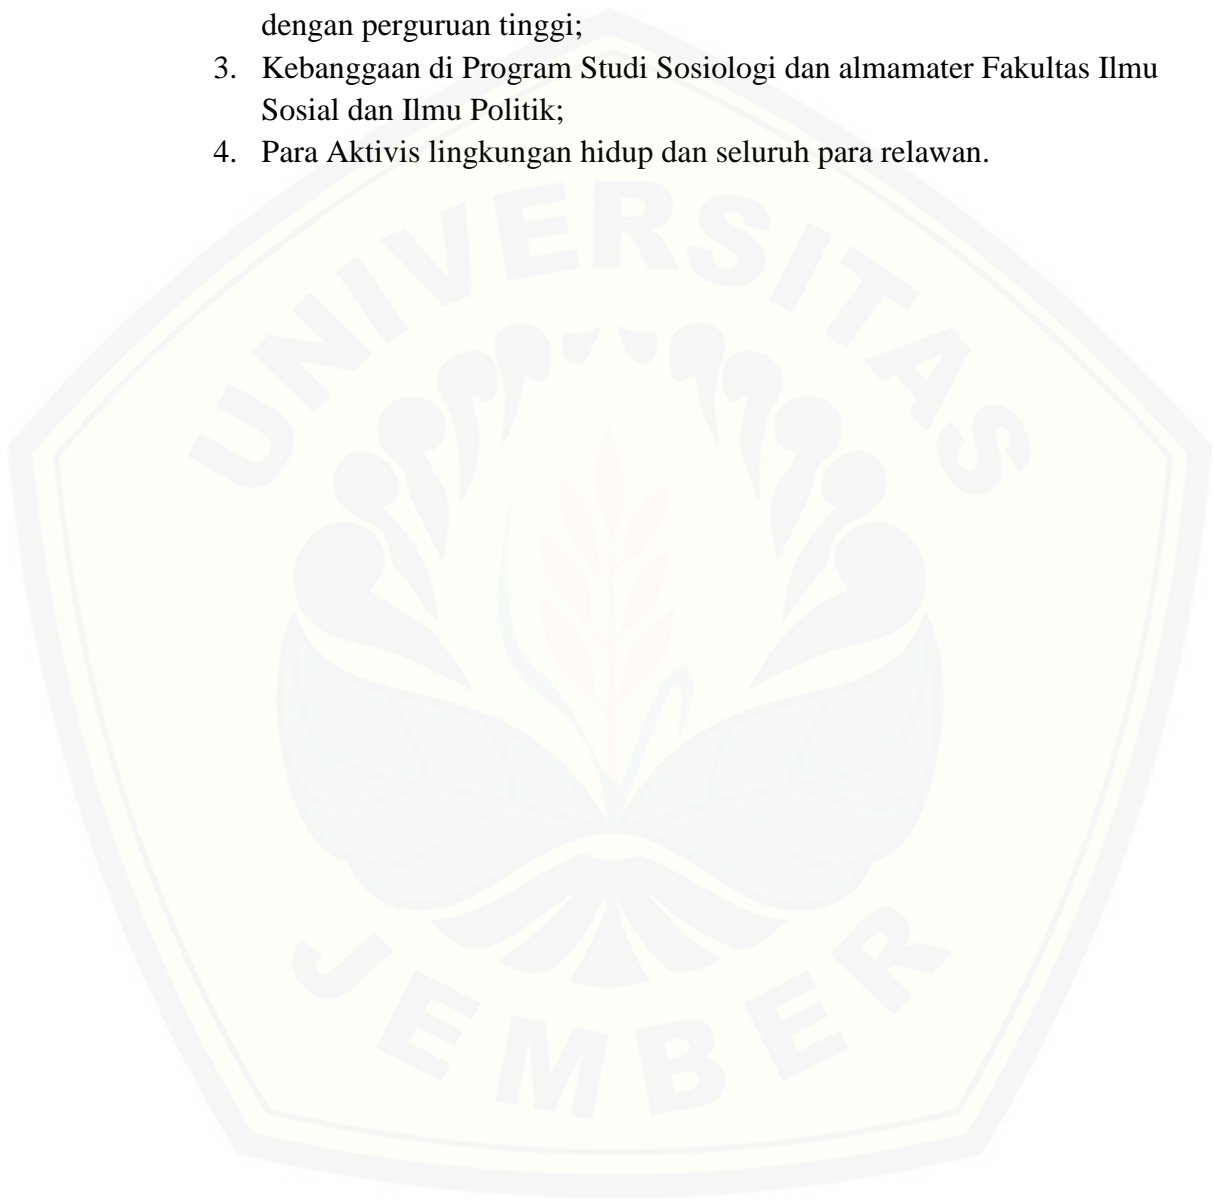 dengan perguruan tinggi;
3. Kebanggaan di Program Studi Sosiologi dan almamater Fakultas Ilmu
Sosial dan Ilmu Politik;
4. Para Aktivis lingkungan hidup dan seluruh para relawan.
UNIVERSITAS
JEMBER